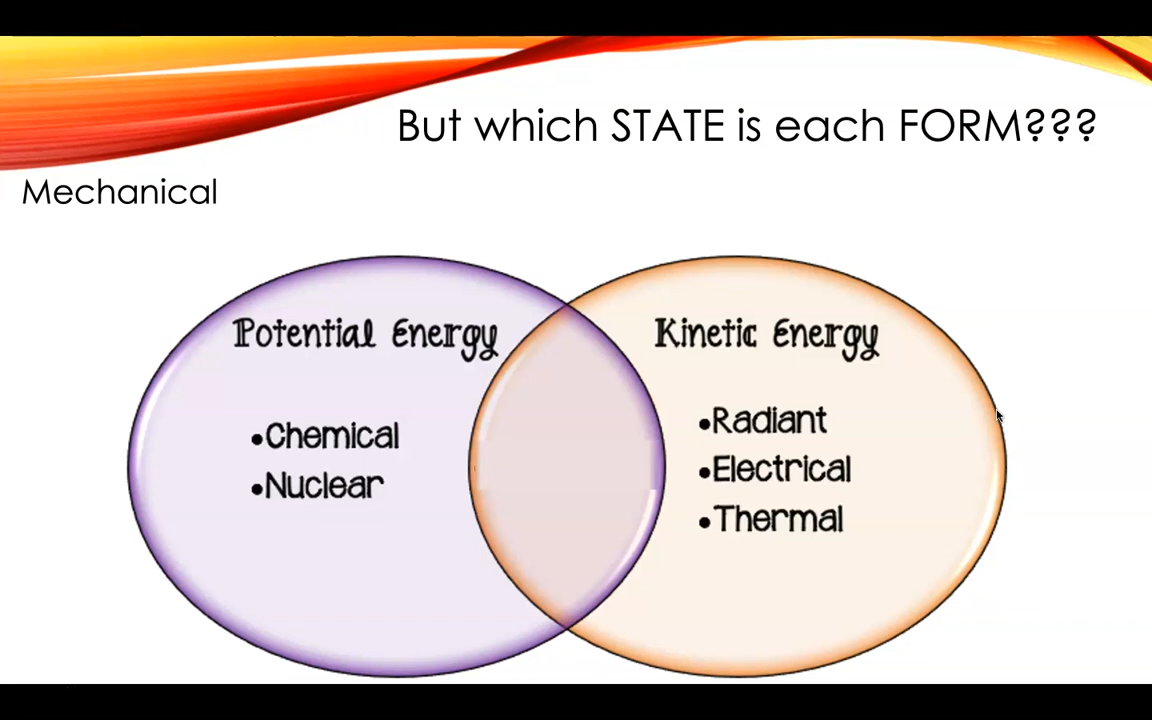 But which STATE is each FORM???
Mechanical
Potential Energy
•Chemical
•Nuclear
Kinetic Energy
•Radiant
•Electrical
•Thermal